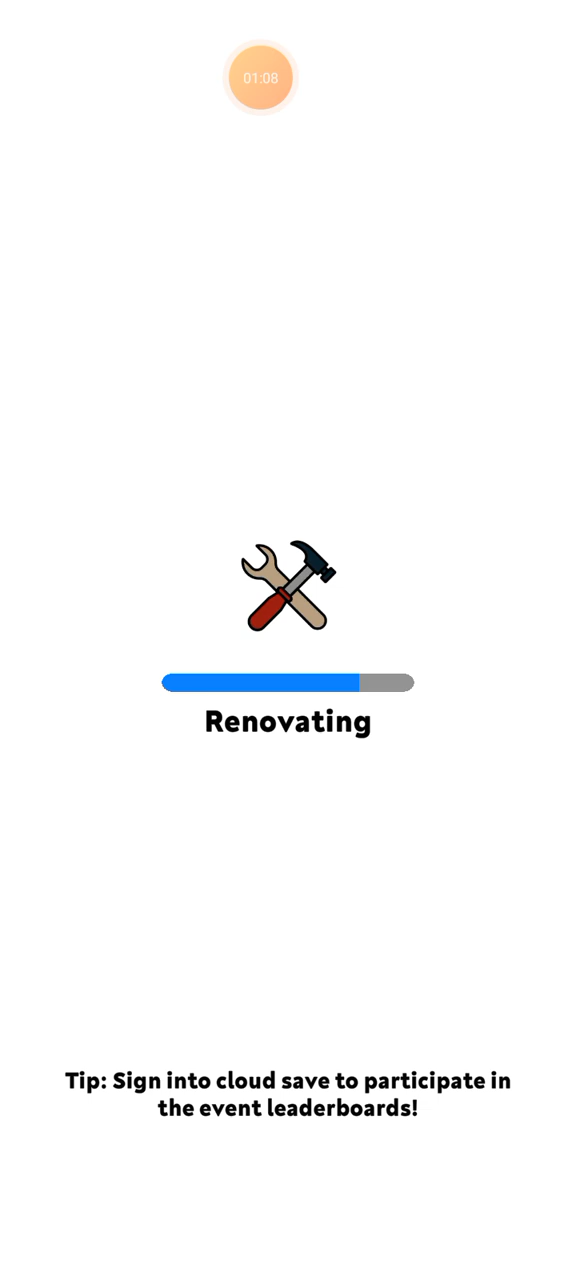 01:08
Renovating
Tip: Sign into cloud save to participate in
the event leaderboards!